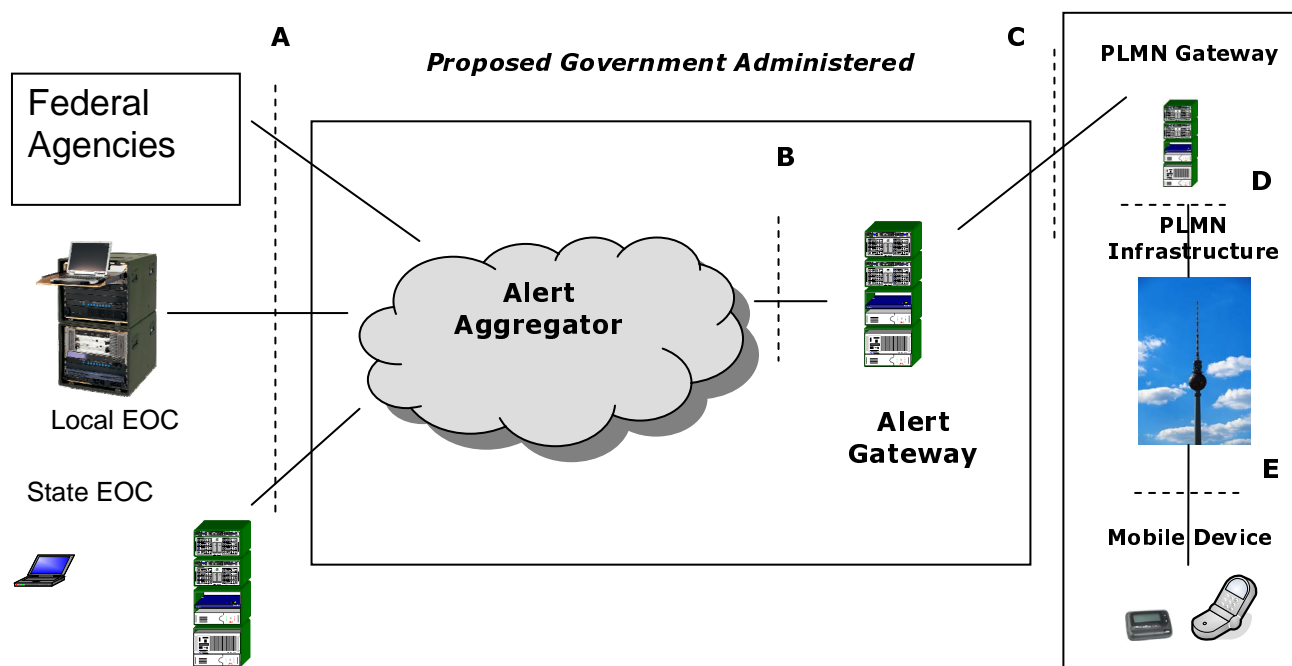 A
Proposed Government Administered
C
PLMN Gateway
Federal
Agencies
B
D
PLMN
Infrastructure
Alert
Aggregator
Local EOC
Alert
Gateway
E
State EOC
Mobile Device